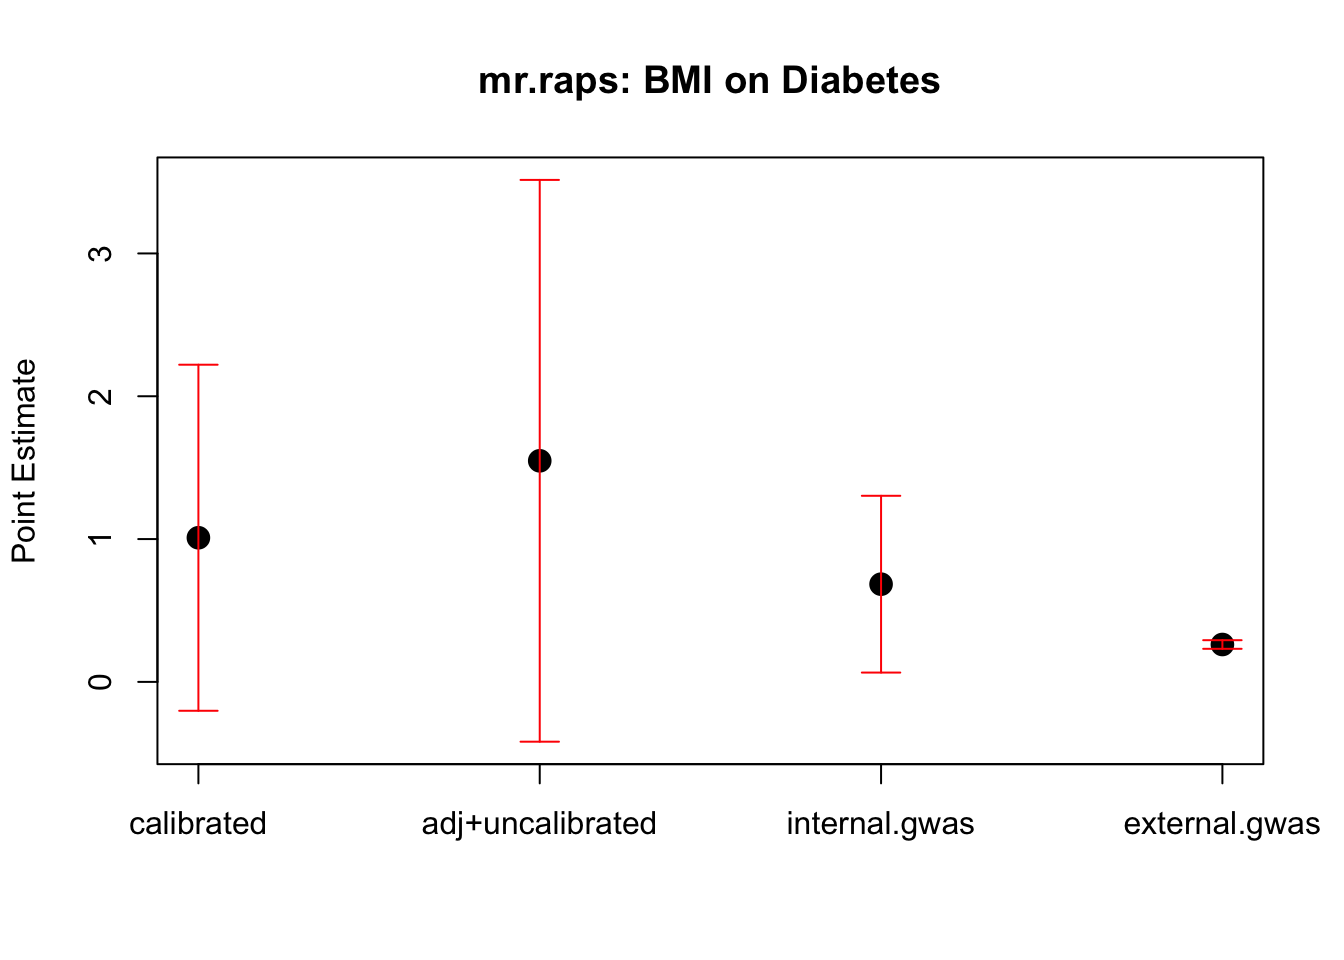 mr.raps: BMI on Diabetes
Point Estimate
3
2
1
0
calibrated
adj+uncalibrated
internal.gwas
external.gwas